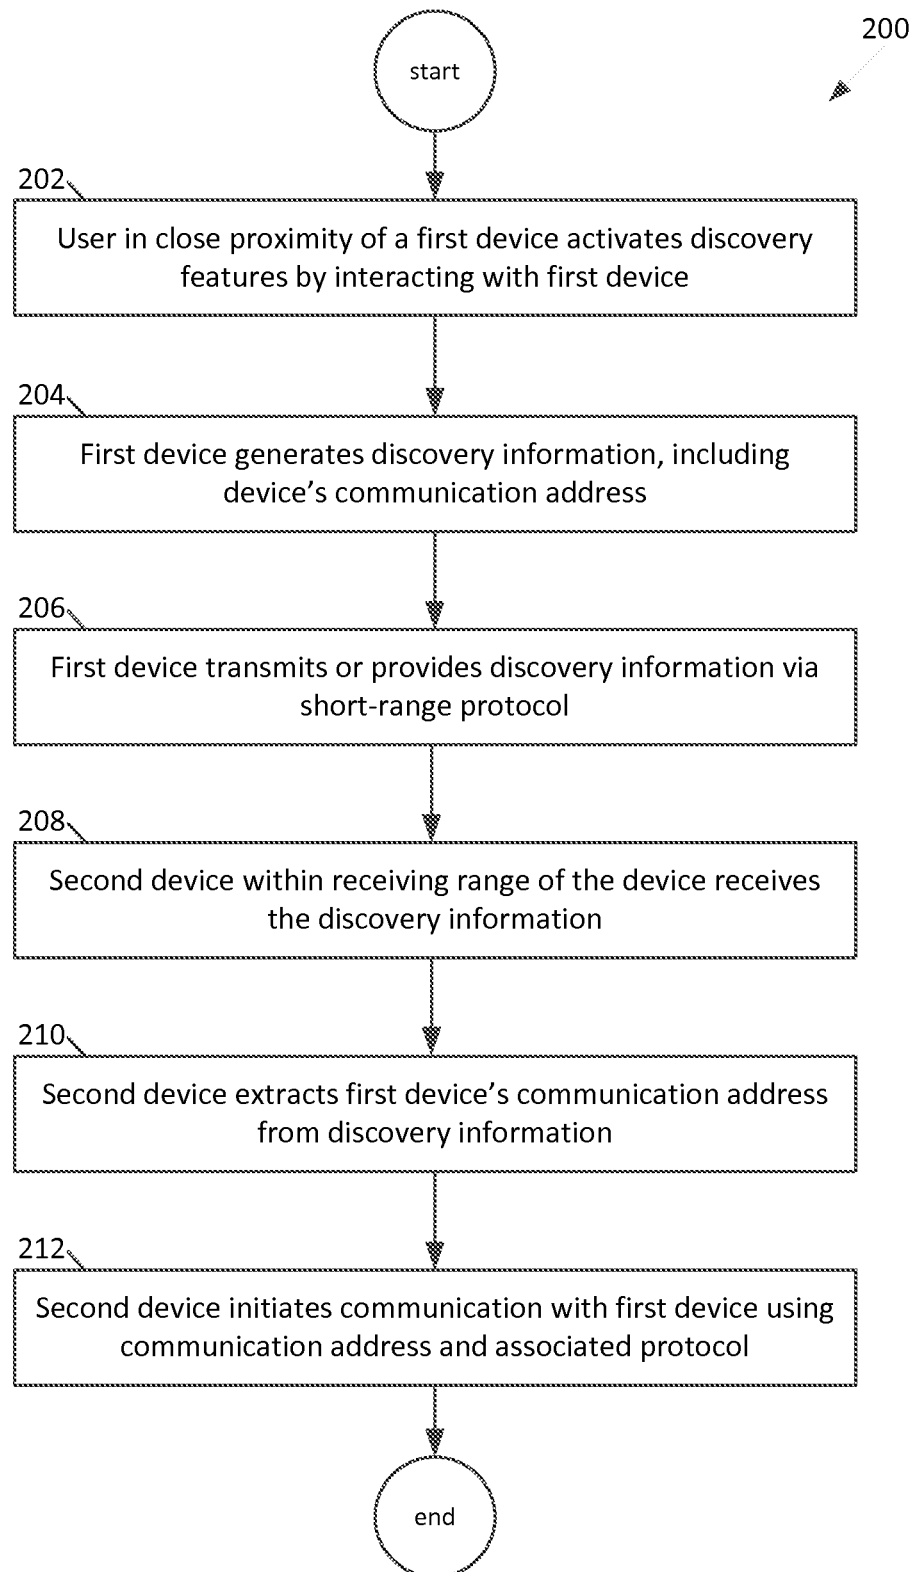 start
200
202
User in close proximity of a first device activates discovery
features by interacting with first device
204
First device generates discovery information, including
device’s communication address
206
First device transmits or provides discovery information via
short-range protocol
208
Second device within receiving range of the device receives
the discovery information
210
Second device extracts first device’s communication address
from discovery information
212
Second device initiates communication with first device using
communication address and associated protocol
end